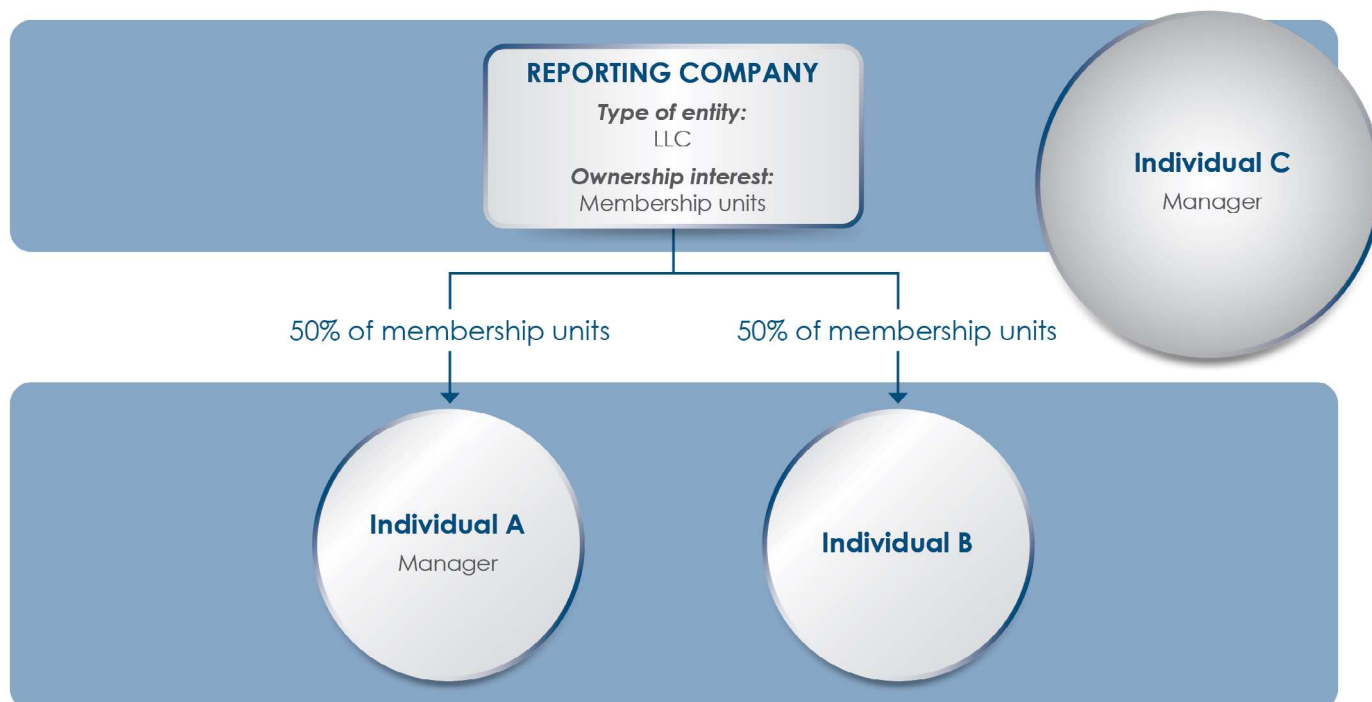 REPORTING COMPANY
Type of entity:
LLC
Ownership interest:
Membership units
Individual C
Manager
50% of membership units
50% of membership units
Individual A
Manager
Individual B